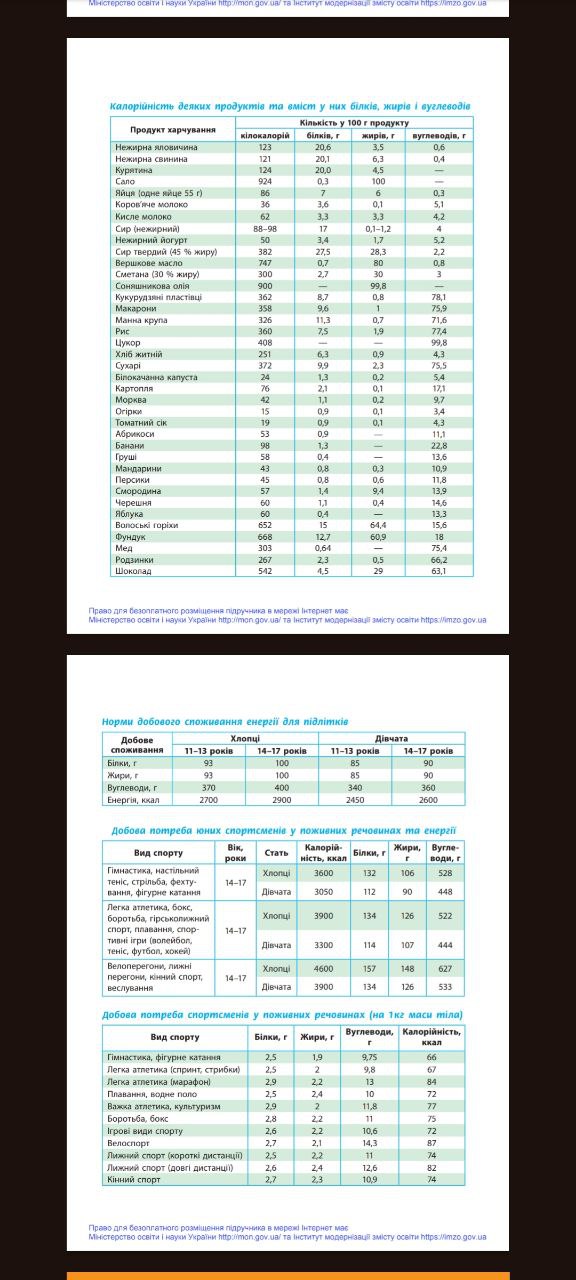 Міністерство освіти і науки України http://mon.gov.ua/ та Інститут модернізації змісту освіти https://imzo.gov.ua
Калорійність деяких продуктів та вміст у них білків, жирів і вуглеводів
Продукт харчування Кількість у 100 г продукту
кілокалорій білків, г жирів, г вуглеводів, г
Нежирна яловичина 123 20,6 3,5 0,6
Нежирна свинина 121 20,1 6,3 0,4
Курятина 124 20,0 4,5 —
Сало 924 0,3 100 —
Яйця (одне яйце 55 г) 86 7 6 0,3
Коров'яче молоко 36 3,6 0,1 5,1
Кисле молоко 62 3,3 3,3 4,2
Сир (нежирний) 88–98 17 0,1–1,2 4
Нежирний йогурт 50 3,4 1,7 5,2
Сир твердий (45 % жиру) 382 27,5 28,3 2,2
Вершкове масло 747 0,7 80 0,8
Сметана (30 % жиру) 300 2,7 30 3
Соняшникова олія 900 — 99,8 —
Кукурудзяні пластівці 362 8,7 0,8 78,1
Макарони 358 9,6 1 75,9
Манна крупа 326 11,3 0,7 71,6
Рис 360 7,5 1,9 77,4
Цукор 408 — — 99,8
Хліб житній 251 6,3 0,9 4,3
Сухарі 372 9,9 2,3 75,5
Білокачанна капуста 24 1,3 0,2 5,4
Картопля 76 2,1 0,1 17,1
Морква 42 1,1 0,2 9,7
Огірки 15 0,9 0,1 3,4
Томатний сік 19 0,9 0,1 4,3
Абрикоси 53 0,9 — 11,1
Банани 98 1,3 — 22,8
Груші 58 0,4 — 13,6
Мандарини 43 0,8 0,3 10,9
Персики 45 0,8 0,6 11,8
Смородина 57 1,4 9,4 13,9
Черешня 60 1,1 0,4 14,6
Яблука 60 0,4 — 13,3
Волоські горіхи 652 15 64,4 15,6
Фундук 668 12,7 60,9 18
Мед 303 0,64 — 75,4
Родзинки 267 2,3 0,5 66,2
Шоколад 542 4,5 29 63,1
Право для безоплатного розміщення підручника в мережі Інтернет має
Міністерство освіти і науки України http://mon.gov.ua/ та Інститут модернізації змісту освіти https://imzo.gov.ua
Норми добового споживання енергії для підлітків
Добове споживання Хлопці Дівчата
11–13 років 14–17 років 11–13 років 14–17 років
Білки, г 93 100 85 90
Жири, г 93 100 85 90
Вуглеводи, г 370 400 340 360
Енергія, ккал 2700 2900 2450 2600
Добова потреба юних спортсменів у поживних речовинах та енергії
Вид спорту Вік, роки Стать Калорій-ність, ккал Білки, г Жири, г Вугле-води, г
Гімнастика, настільний
теніс, стрільба, фехту-
вання, фігурне катання
14–17
Хлопці 3600 132 106 528
Дівчата 3050 112 90 448
Легка атлетика, бокс,
боротьба, гірськолижний
спорт, плавання, спор-
тивні ігри (волейбол,
теніс, футбол, хокей)
14–17
Хлопці 3900 134 126 522
Дівчата 3300 114 107 444
Велоперегони, лижні
перегони, кінний спорт,
веслування
14–17
Хлопці 4600 157 148 627
Дівчата 3900 134 126 533
Добова потреба спортсменів у поживних речовинах (на 1кг маси тіла)
Вид спорту Білки, г Жири, г Вуглеводи, г Калорійність, ккал
Гімнастика, фігурне катання 2,5 1,9 9,75 66
Легка атлетика (спринт, стрибки) 2,5 2 9,8 67
Легка атлетика (марафон) 2,9 2,2 13 84
Плавання, водне поло 2,5 2,4 10 72
Важка атлетика, культуризм 2,9 2 11,8 77
Боротьба, бокс 2,8 2,2 11 75
Ігрові види спорту 2,6 2,2 10,6 72
Велоспорт 2,7 2,1 14,3 87
Лижний спорт (короткі дистанції) 2,5 2,2 11 74
Лижний спорт (довгі дистанції) 2,6 2,4 12,6 82
Кінний спорт 2,7 2,3 10,9 74
Право для безоплатного розміщення підручника в мережі Інтернет має
Міністерство освіти і науки України http://mon.gov.ua/ та Інститут модернізації змісту освіти https://imzo.gov.ua